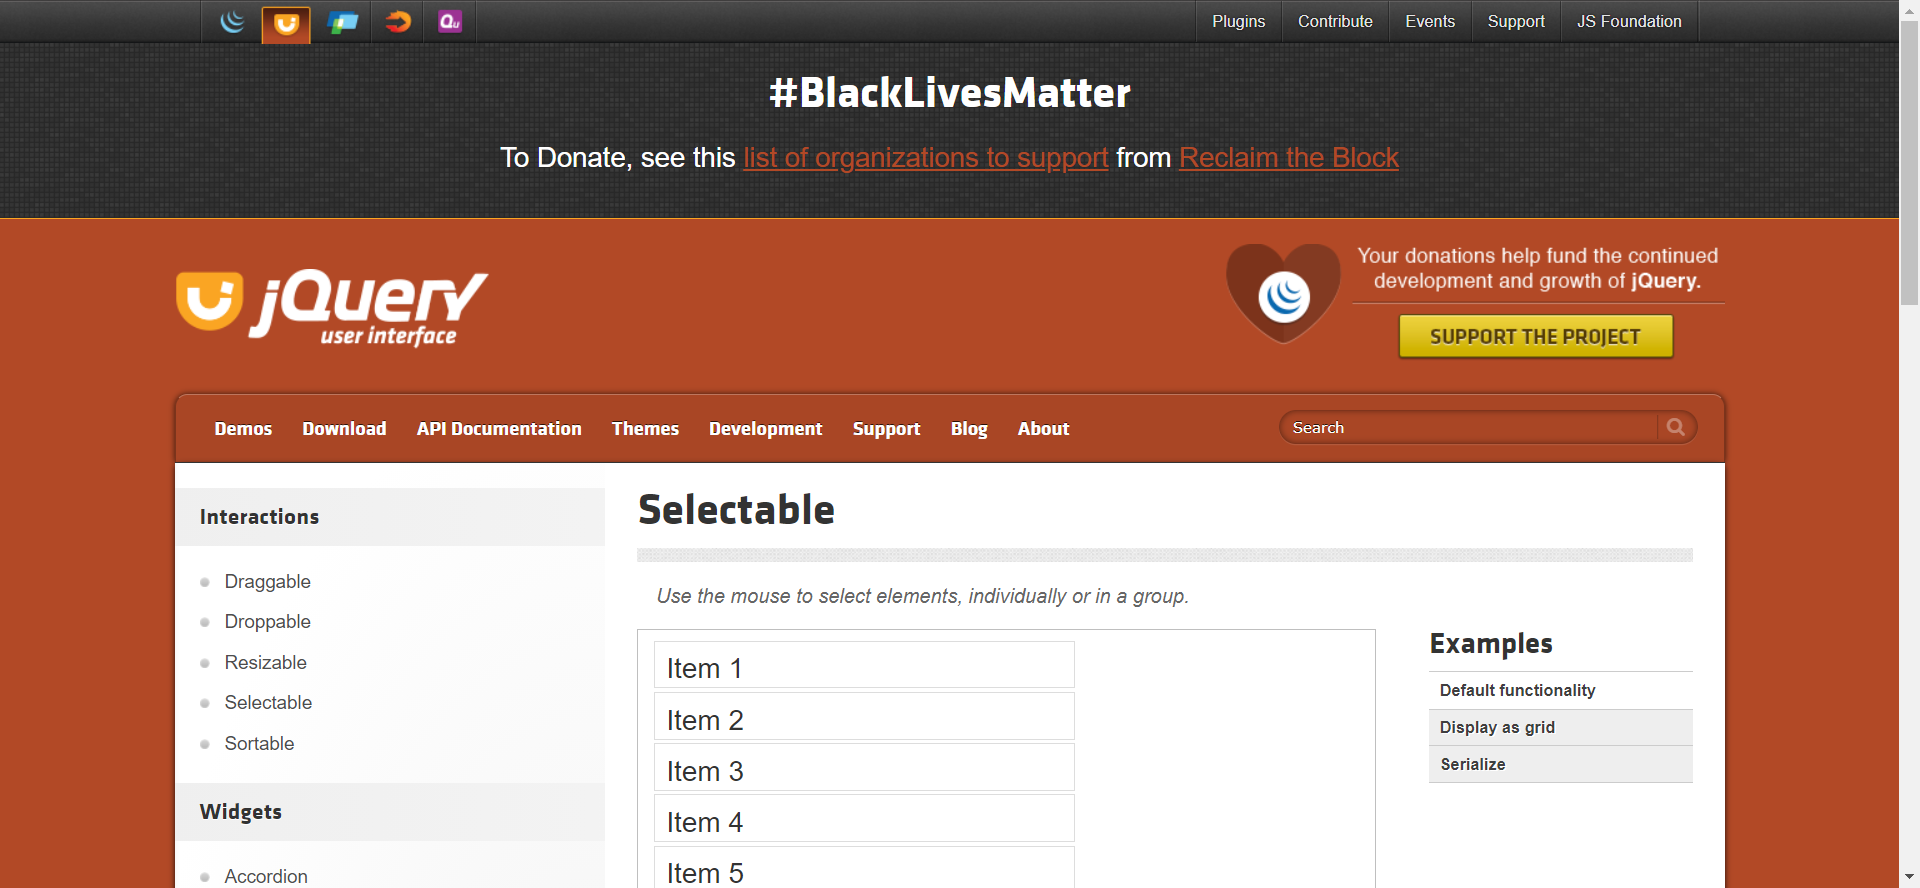 Qu
Plugins Contribute Events Support JS Foundation
#BlackLivesMatter
To Donate, see this list of organizations to support from Reclaim the Block
jQuery
user interface
Your donations help fund the continued
development and growth of jQuery.
SUPPORT THE PROJECT
Demos Download API Documentation Themes Development Support Blog About Search
Interactions
Draggable
Droppable
Resizable
Selectable
Sortable
Widgets
Accordion
Selectable
Use the mouse to select elements, individually or in a group.
Item 1
Item 2
Item 3
Item 4
Item 5
Examples
Default functionality
Display as grid
Serialize